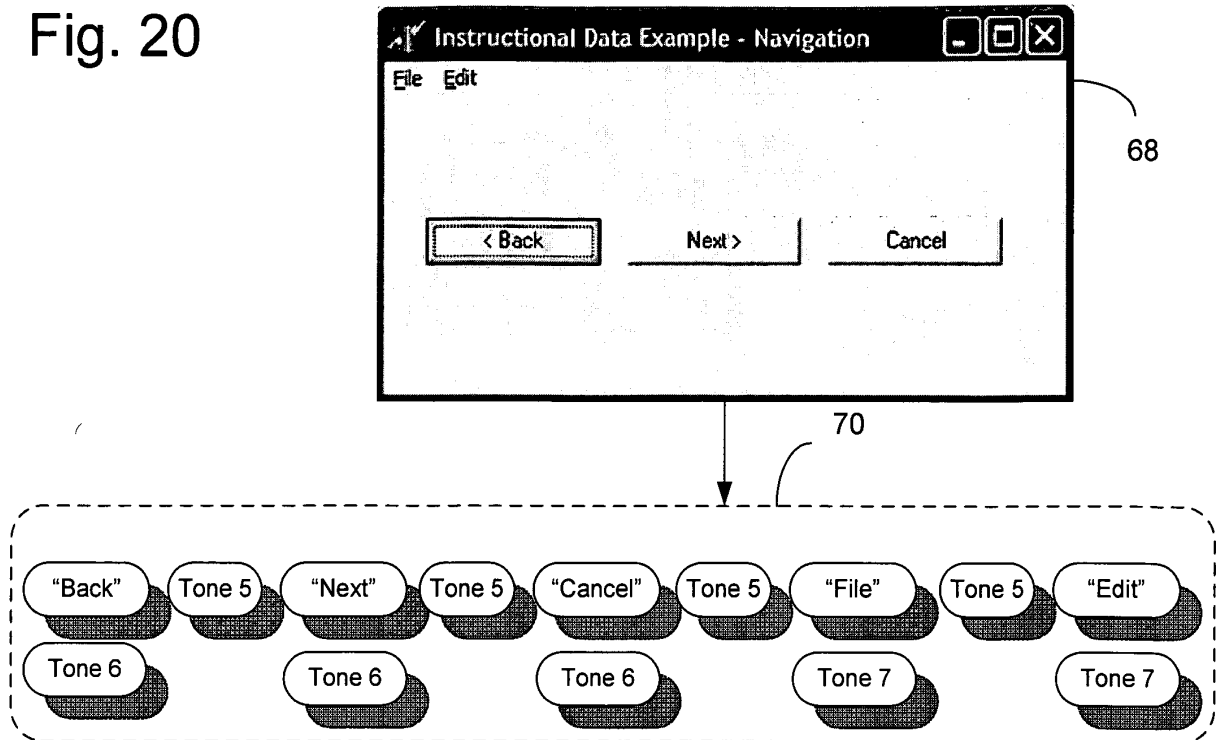 Fig. 20
Instructional Data Example - Navigation
File Edit
68
< Back Next > Cancel
70
“Back” Tone 5 “Next” Tone 5 “Cancel” Tone 5 “File” Tone 5 “Edit”
Tone 6 Tone 6 Tone 6 Tone 7 Tone 7